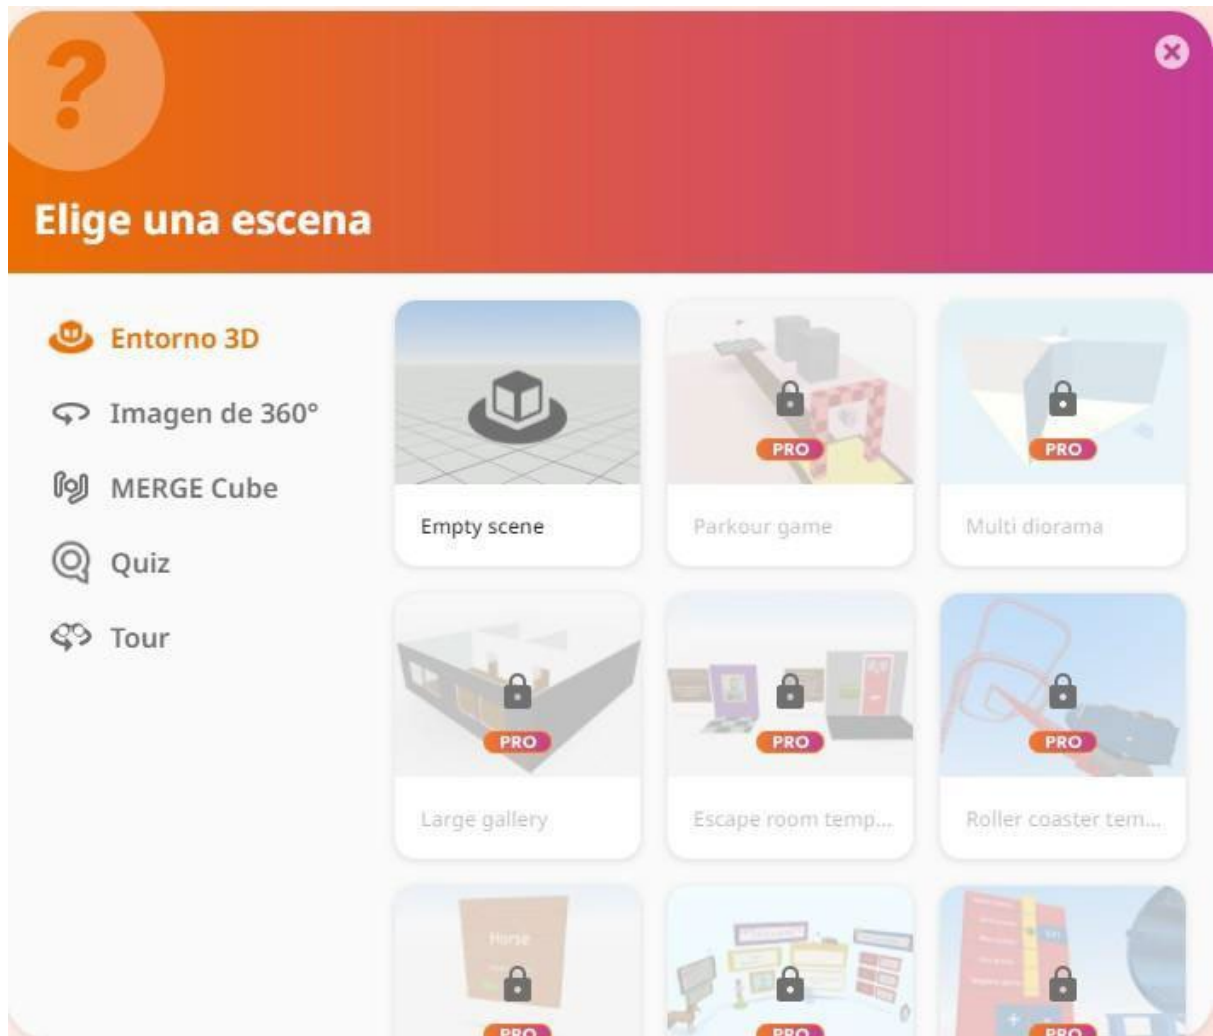 ?
Elige una escena
Entorno 3D
Imagen de 360°
MERGE Cube
Quiz
Tour
PRO
PRO
Empty scene
Parkour game
Multi diorama
PRO
PRO
PRO
Large gallery
Escape room temp...
Roller coaster tem...
Horse
PRO
PRO
PRO